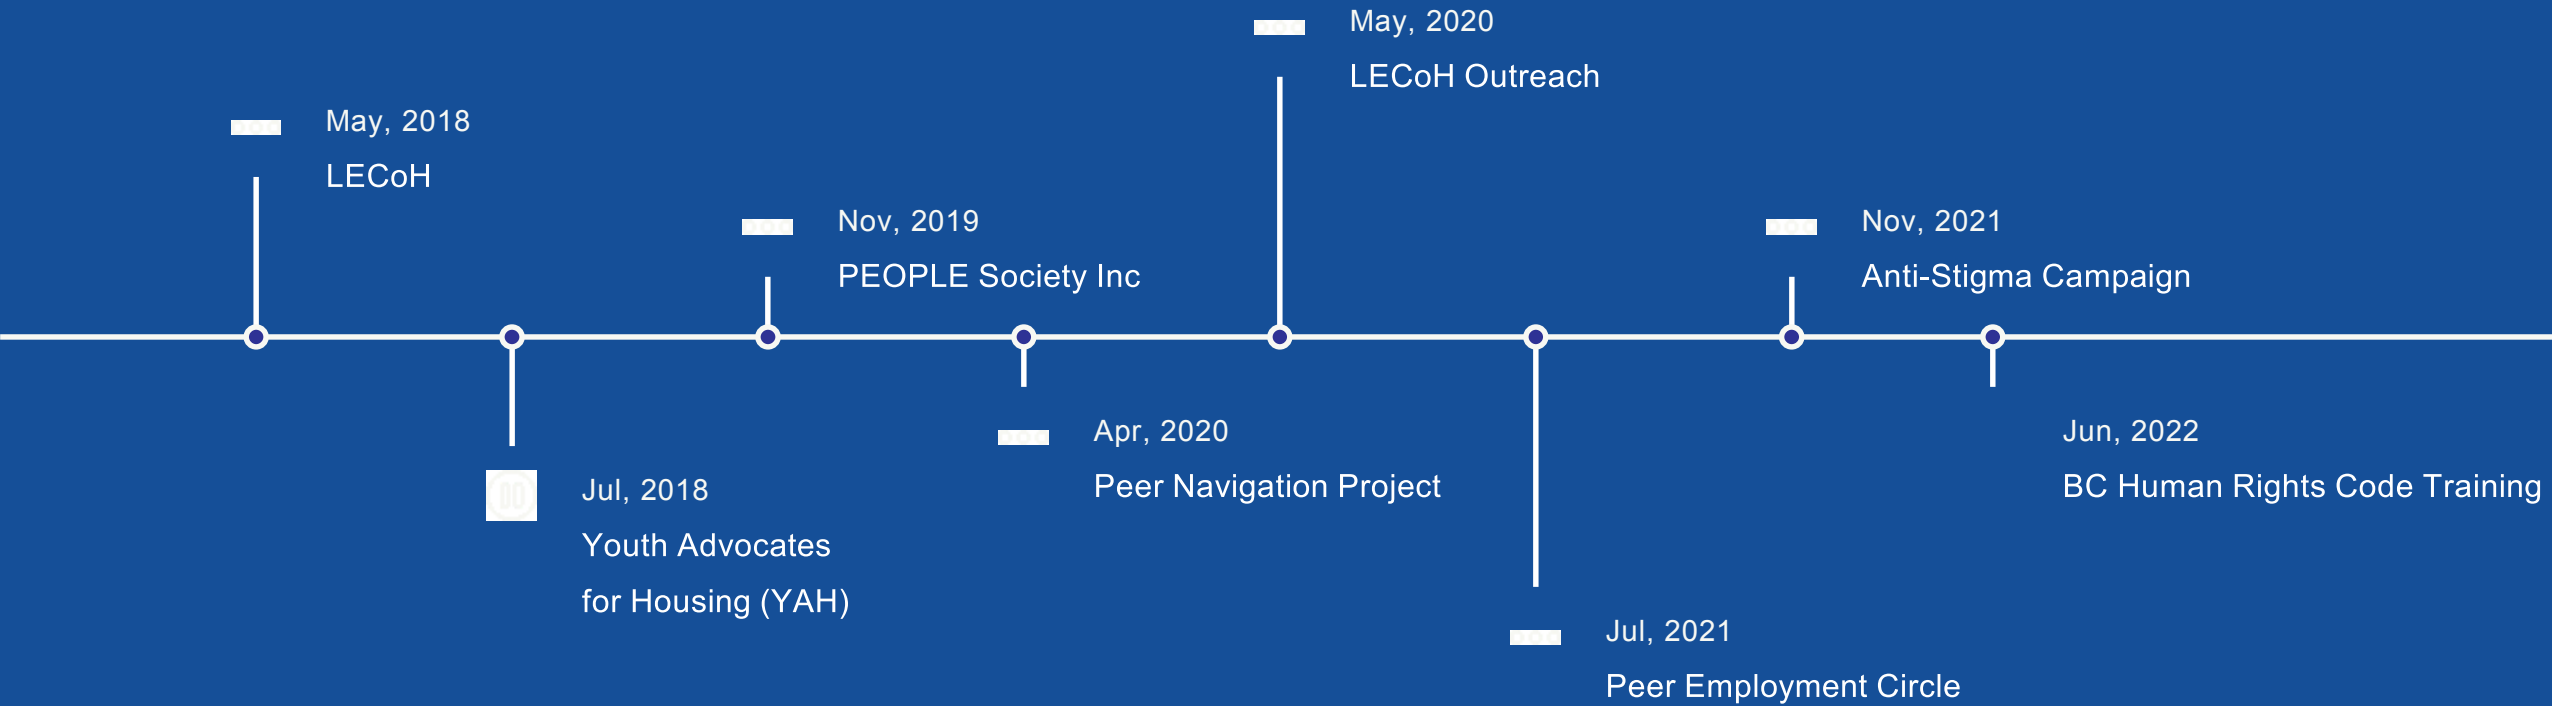 May, 2018
LECoH
Jul, 2018
Youth Advocates
for Housing (YAH)
Nov, 2019
PEOPLE Society Inc
Apr, 2020
Peer Navigation Project
May, 2020
LECoH Outreach
Jul, 2021
Peer Employment Circle
Nov, 2021
Anti-Stigma Campaign
Jun, 2022
BC Human Rights Code Training